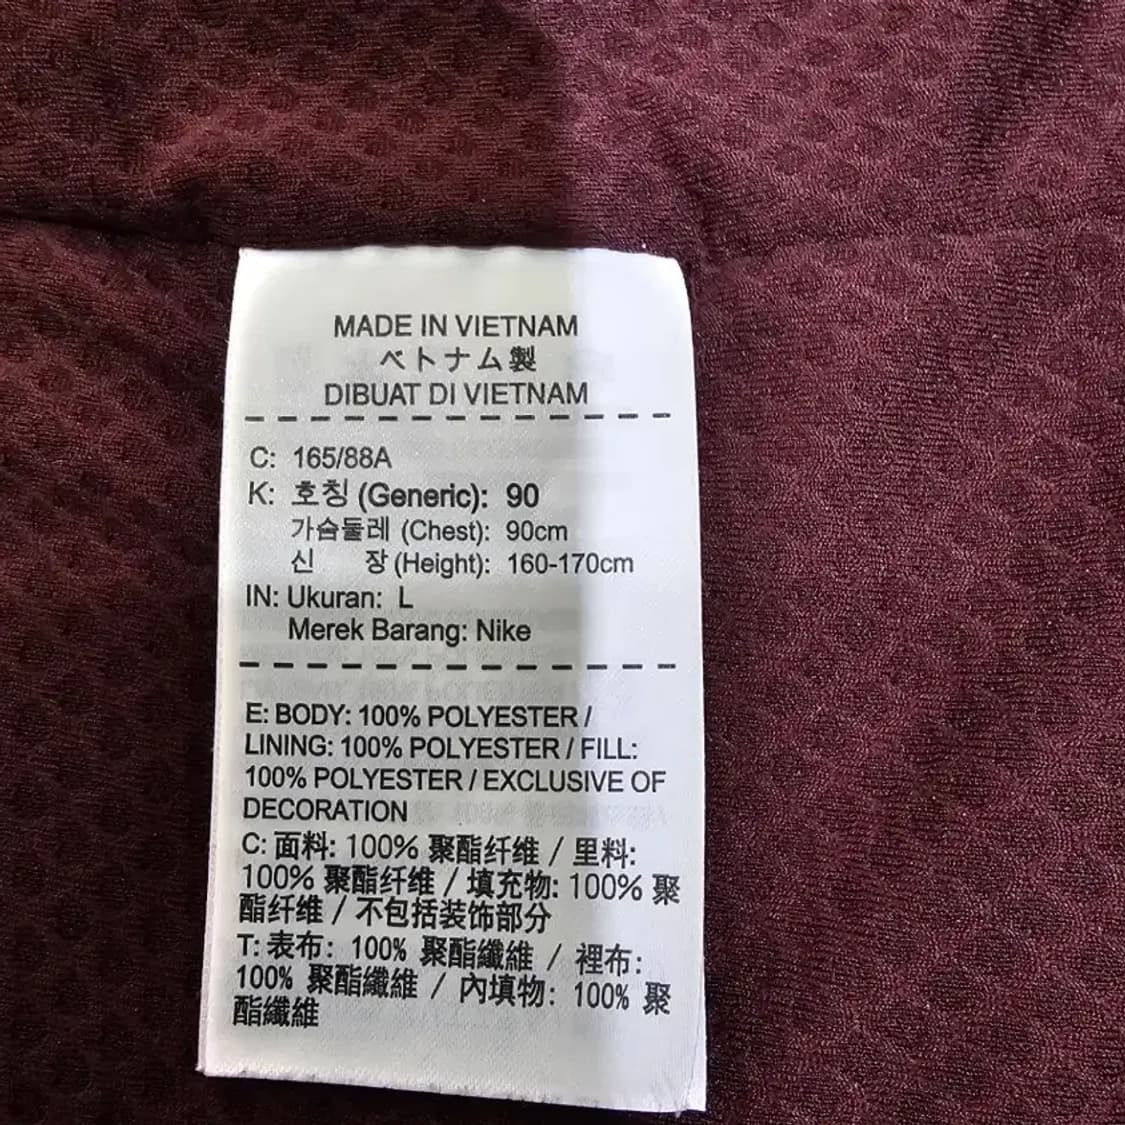 MADE IN VIETNAM
ベトナム製
DIBUAT DI VIETNAM
C: 165/88A
K: 호칭 (Generic): 90
가슴둘레 (Chest): 90cm
신 장 (Height): 160-170cm
IN: Ukuran: L
Merek Barang: Nike
E: BODY: 100% POLYESTER /
LINING: 100% POLYESTER / FILL:
100% POLYESTER / EXCLUSIVE OF
DECORATION
C: 面料: 100% 聚酯纤维 / 里料:
100% 聚酯纤维 / 填充物: 100% 聚
酯纤维 / 不包括装饰部分
T: 表布: 100% 聚酯纖維 / 裡布:
100% 聚酯纖維 / 內填物: 100% 聚
酯纖維